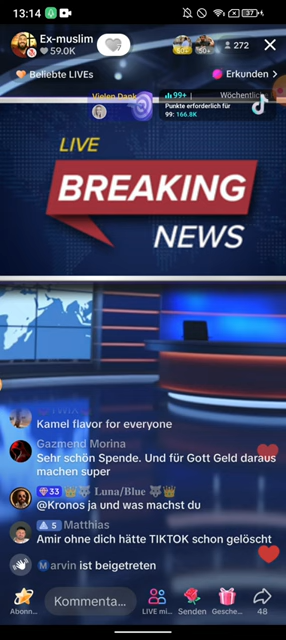 13:14
37
Ex-muslim
59.0K
50+
272
Beliebte LIVEs
Erkunden
Vielen Dank
99+ | Wöchentlic
Punkte erforderlich für
99: 166.8K
LIVE
BREAKING
NEWS
Kamel flavor for everyone
Gazmend Morina
Sehr schön Spende. Und für Gott Geld daraus
machen super
33 Luna/Blue
@Kronos ja und was machst du
5 Matthias
Amir ohne dich hätte TIKTOK schon gelöscht
Marvin ist beigetreten
Kommenta...
Abonn...
LIVE mi...
Senden
Gesche...
48